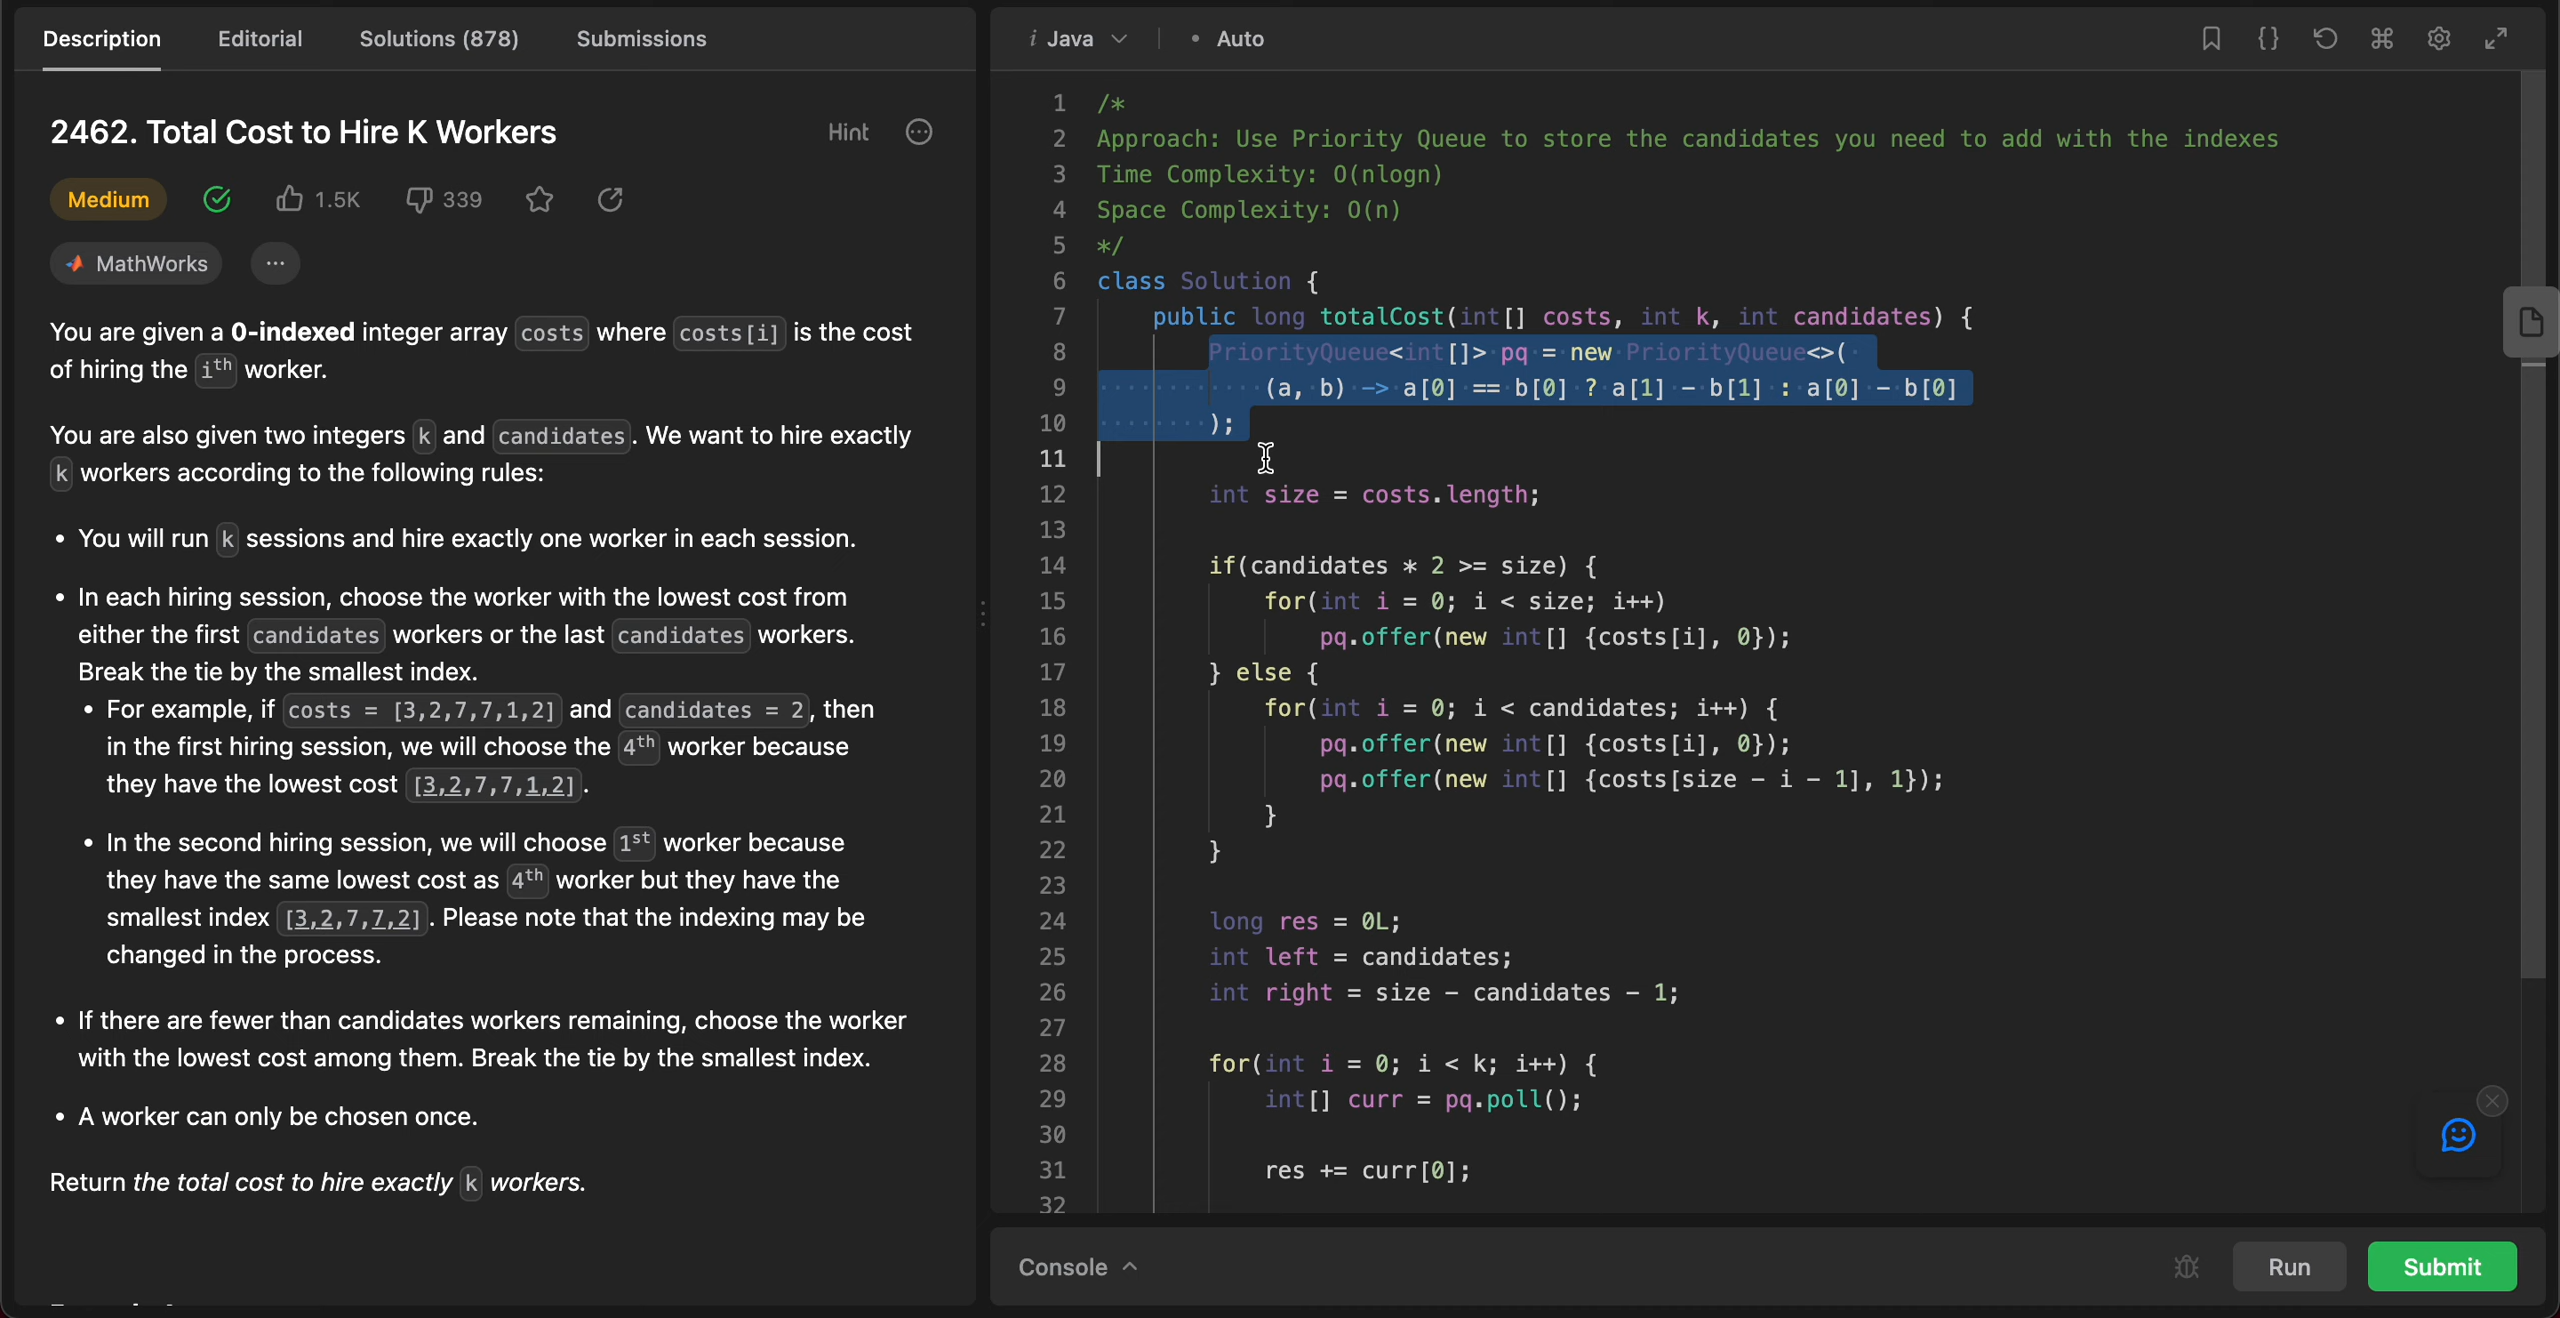 Description Editorial Solutions (878) Submissions
2462. Total Cost to Hire K Workers Hint
Medium 1.5K 339
MathWorks ...
You are given a 0-indexed integer array costs where costs[i] is the cost
of hiring the ith worker.
You are also given two integers k and candidates. We want to hire exactly
k workers according to the following rules:
• You will run k sessions and hire exactly one worker in each session.
• In each hiring session, choose the worker with the lowest cost from
either the first candidates workers or the last candidates workers.
Break the tie by the smallest index.
• For example, if costs = [3,2,7,7,1,2] and candidates = 2, then
in the first hiring session, we will choose the 4th worker because
they have the lowest cost [3,2,7,7,1,2].
• In the second hiring session, we will choose 1st worker because
they have the same lowest cost as 4th worker but they have the
smallest index [3,2,7,7,2]. Please note that the indexing may be
changed in the process.
• If there are fewer than candidates workers remaining, choose the worker
with the lowest cost among them. Break the tie by the smallest index.
• A worker can only be chosen once.
Return the total cost to hire exactly k workers.
i Java • Auto
1 /*
2 Approach: Use Priority Queue to store the candidates you need to add with the indexes
3 Time Complexity: O(nlogn)
4 Space Complexity: O(n)
5 */
6 class Solution {
7 public long totalCost(int[] costs, int k, int candidates) {
8 PriorityQueue<int[]> pq = new PriorityQueue<>(
9 (a, b) -> a[0] == b[0] ? a[1] - b[1] : a[0] - b[0]
10 );
11
12 int size = costs.length;
13
14 if(candidates * 2 >= size) {
15 for(int i = 0; i < size; i++)
16 pq.offer(new int[] {costs[i], 0});
17 } else {
18 for(int i = 0; i < candidates; i++) {
19 pq.offer(new int[] {costs[i], 0});
20 pq.offer(new int[] {costs[size - i - 1], 1});
21 }
22 }
23
24 long res = 0L;
25 int left = candidates;
26 int right = size - candidates - 1;
27
28 for(int i = 0; i < k; i++) {
29 int[] curr = pq.poll();
30
31 res += curr[0];
32
Console Run Submit